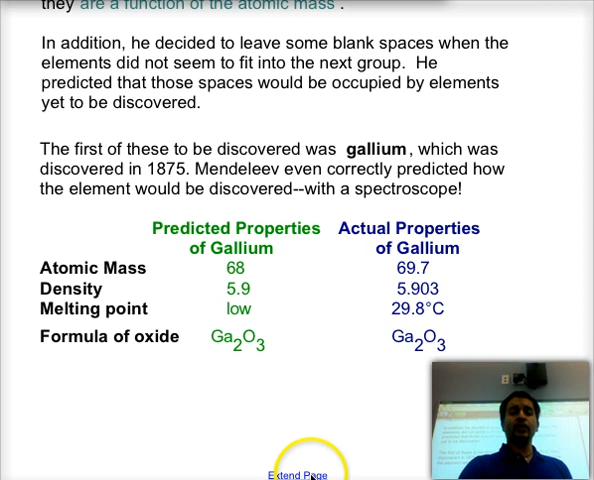 they are a function of the atomic mass .
In addition, he decided to leave some blank spaces when the
elements did not seem to fit into the next group.  He
predicted that those spaces would be occupied by elements
yet to be discovered.
The first of these to be discovered was  gallium , which was
discovered in 1875. Mendeleev even correctly predicted how
the element would be discovered--with a spectroscope!
Predicted Properties Actual Properties
of Gallium of Gallium
Atomic Mass 68 69.7
Density 5.9 5.903
Melting point low 29.8°C
Formula of oxide Ga2O3 Ga2O3
Extend Page